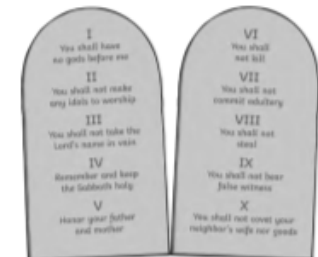 I
You shall have
no gods before me
II
You shall not make
any idols to worship
III
You shall not take the
Lord's name in vain
IV
Remember and keep
the Sabbath holy
V
Honor your father
and mother
VI
You shall
not kill
VII
You shall not
commit adultery
VIII
You shall not
steal
IX
You shall not bear
false witness
X
You shall not covet your
neighbor's wife nor goods